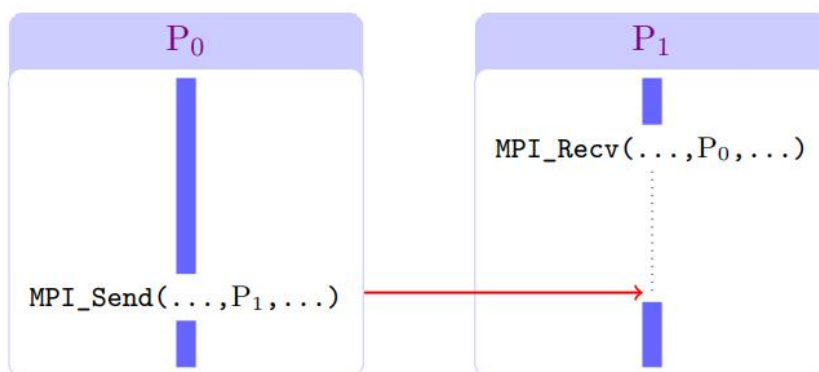 P₀
P₁
MPI_Recv(...,P₀,...)
MPI_Send(...,P₁,...)